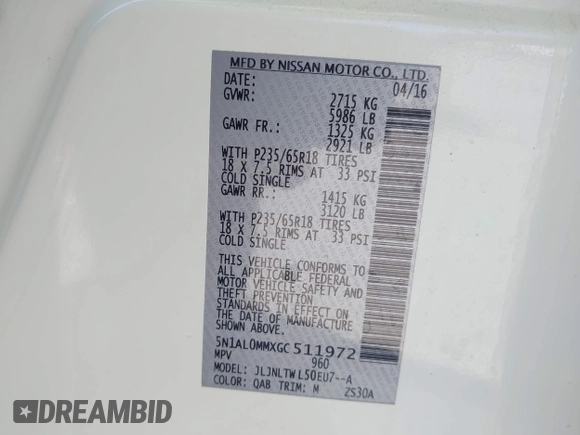 MFD BY NISSAN MOTOR CO., LTD.
DATE: 04/16
GVWR: 2715 KG
5986 LB
GAWR FR.: 1325 KG
2921 LB
WITH P235/65R18 TIRES
18 X 7.5 RIMS AT 33 PSI
COLD SINGLE
GAWR RR.: 1415 KG
3120 LB
WITH P235/65R18 TIRES
18 X 7.5 RIMS AT 33 PSI
COLD SINGLE
THIS VEHICLE CONFORMS TO
ALL APPLICABLE FEDERAL
MOTOR VEHICLE SAFETY AND
THEFT PREVENTION
STANDARDS IN EFFECT ON
THE DATE OF MANUFACTURE
SHOWN ABOVE.
5N1AL0MMXGC511972
MPV 960
MODEL: JLJNLTWL50EU7--A
COLOR: QAB TRIM: M ZS30A
DREAMBID